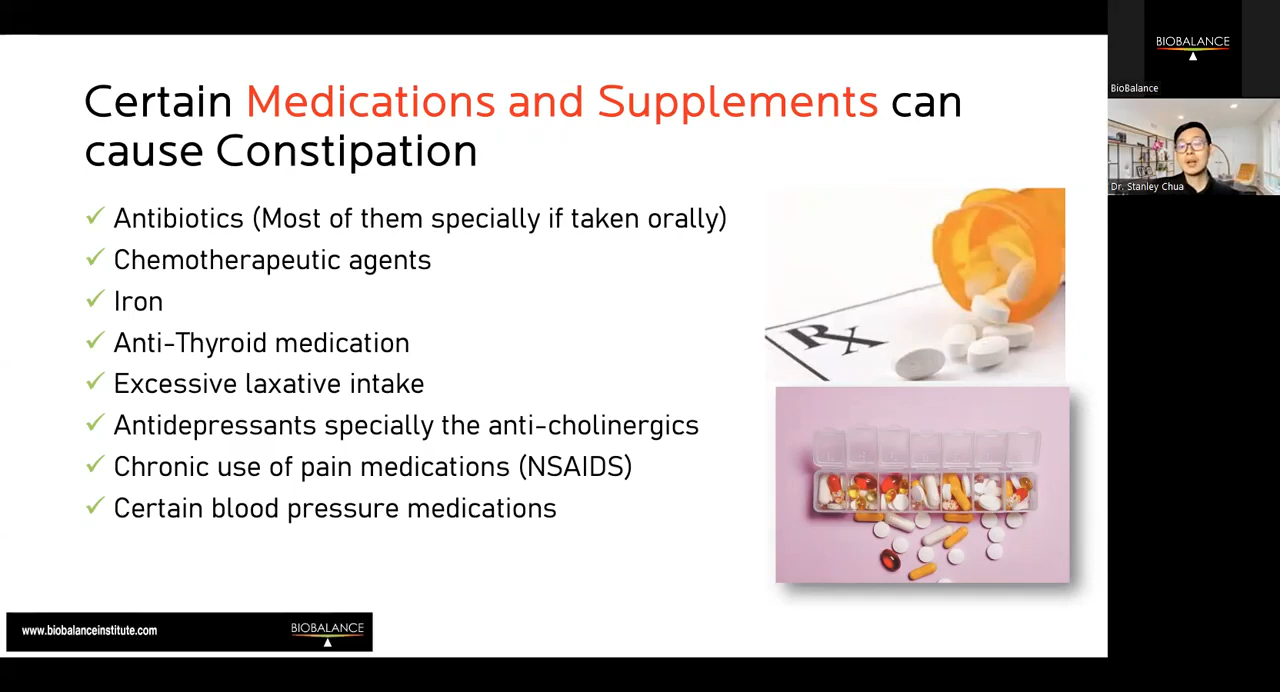 Certain Medications and Supplements can
cause Constipation
✓ Antibiotics (Most of them specially if taken orally)
✓ Chemotherapeutic agents
✓ Iron
✓ Anti-Thyroid medication
✓ Excessive laxative intake
✓ Antidepressants specially the anti-cholinergics
✓ Chronic use of pain medications (NSAIDS)
✓ Certain blood pressure medications
Rx
www.biobalanceinstitute.com
BIOBALANCE
BIOBALANCE
BioBalance
Dr. Stanley Chua